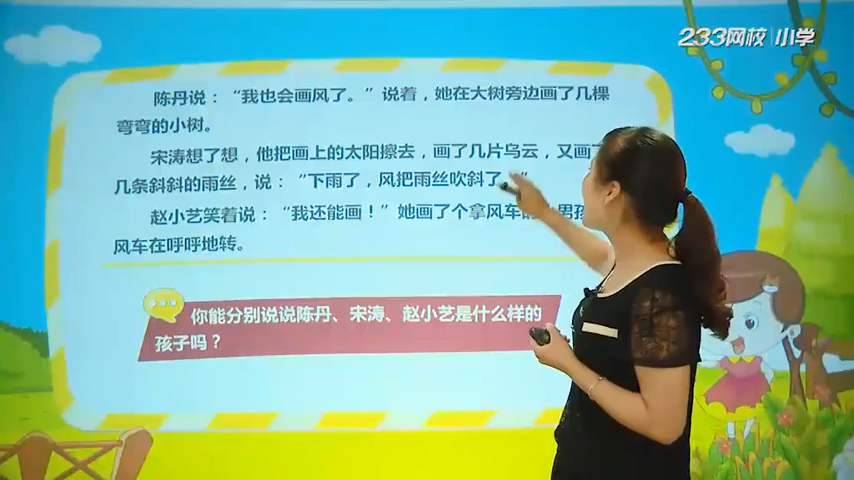 233网校 小学
陈丹说：“我也会画风了。”说着，她在大树旁边画了几棵
弯弯的小树。
宋涛想了想，他把画上的太阳擦去，画了几片乌云，又画了
几条斜斜的雨丝，说：“下雨了，风把雨丝吹斜了。”
赵小艺笑着说：“我还能画！”她画了个拿风车的小男孩
风车在呼呼地转。
你能分别说说陈丹、宋涛、赵小艺是什么样的
孩子吗？